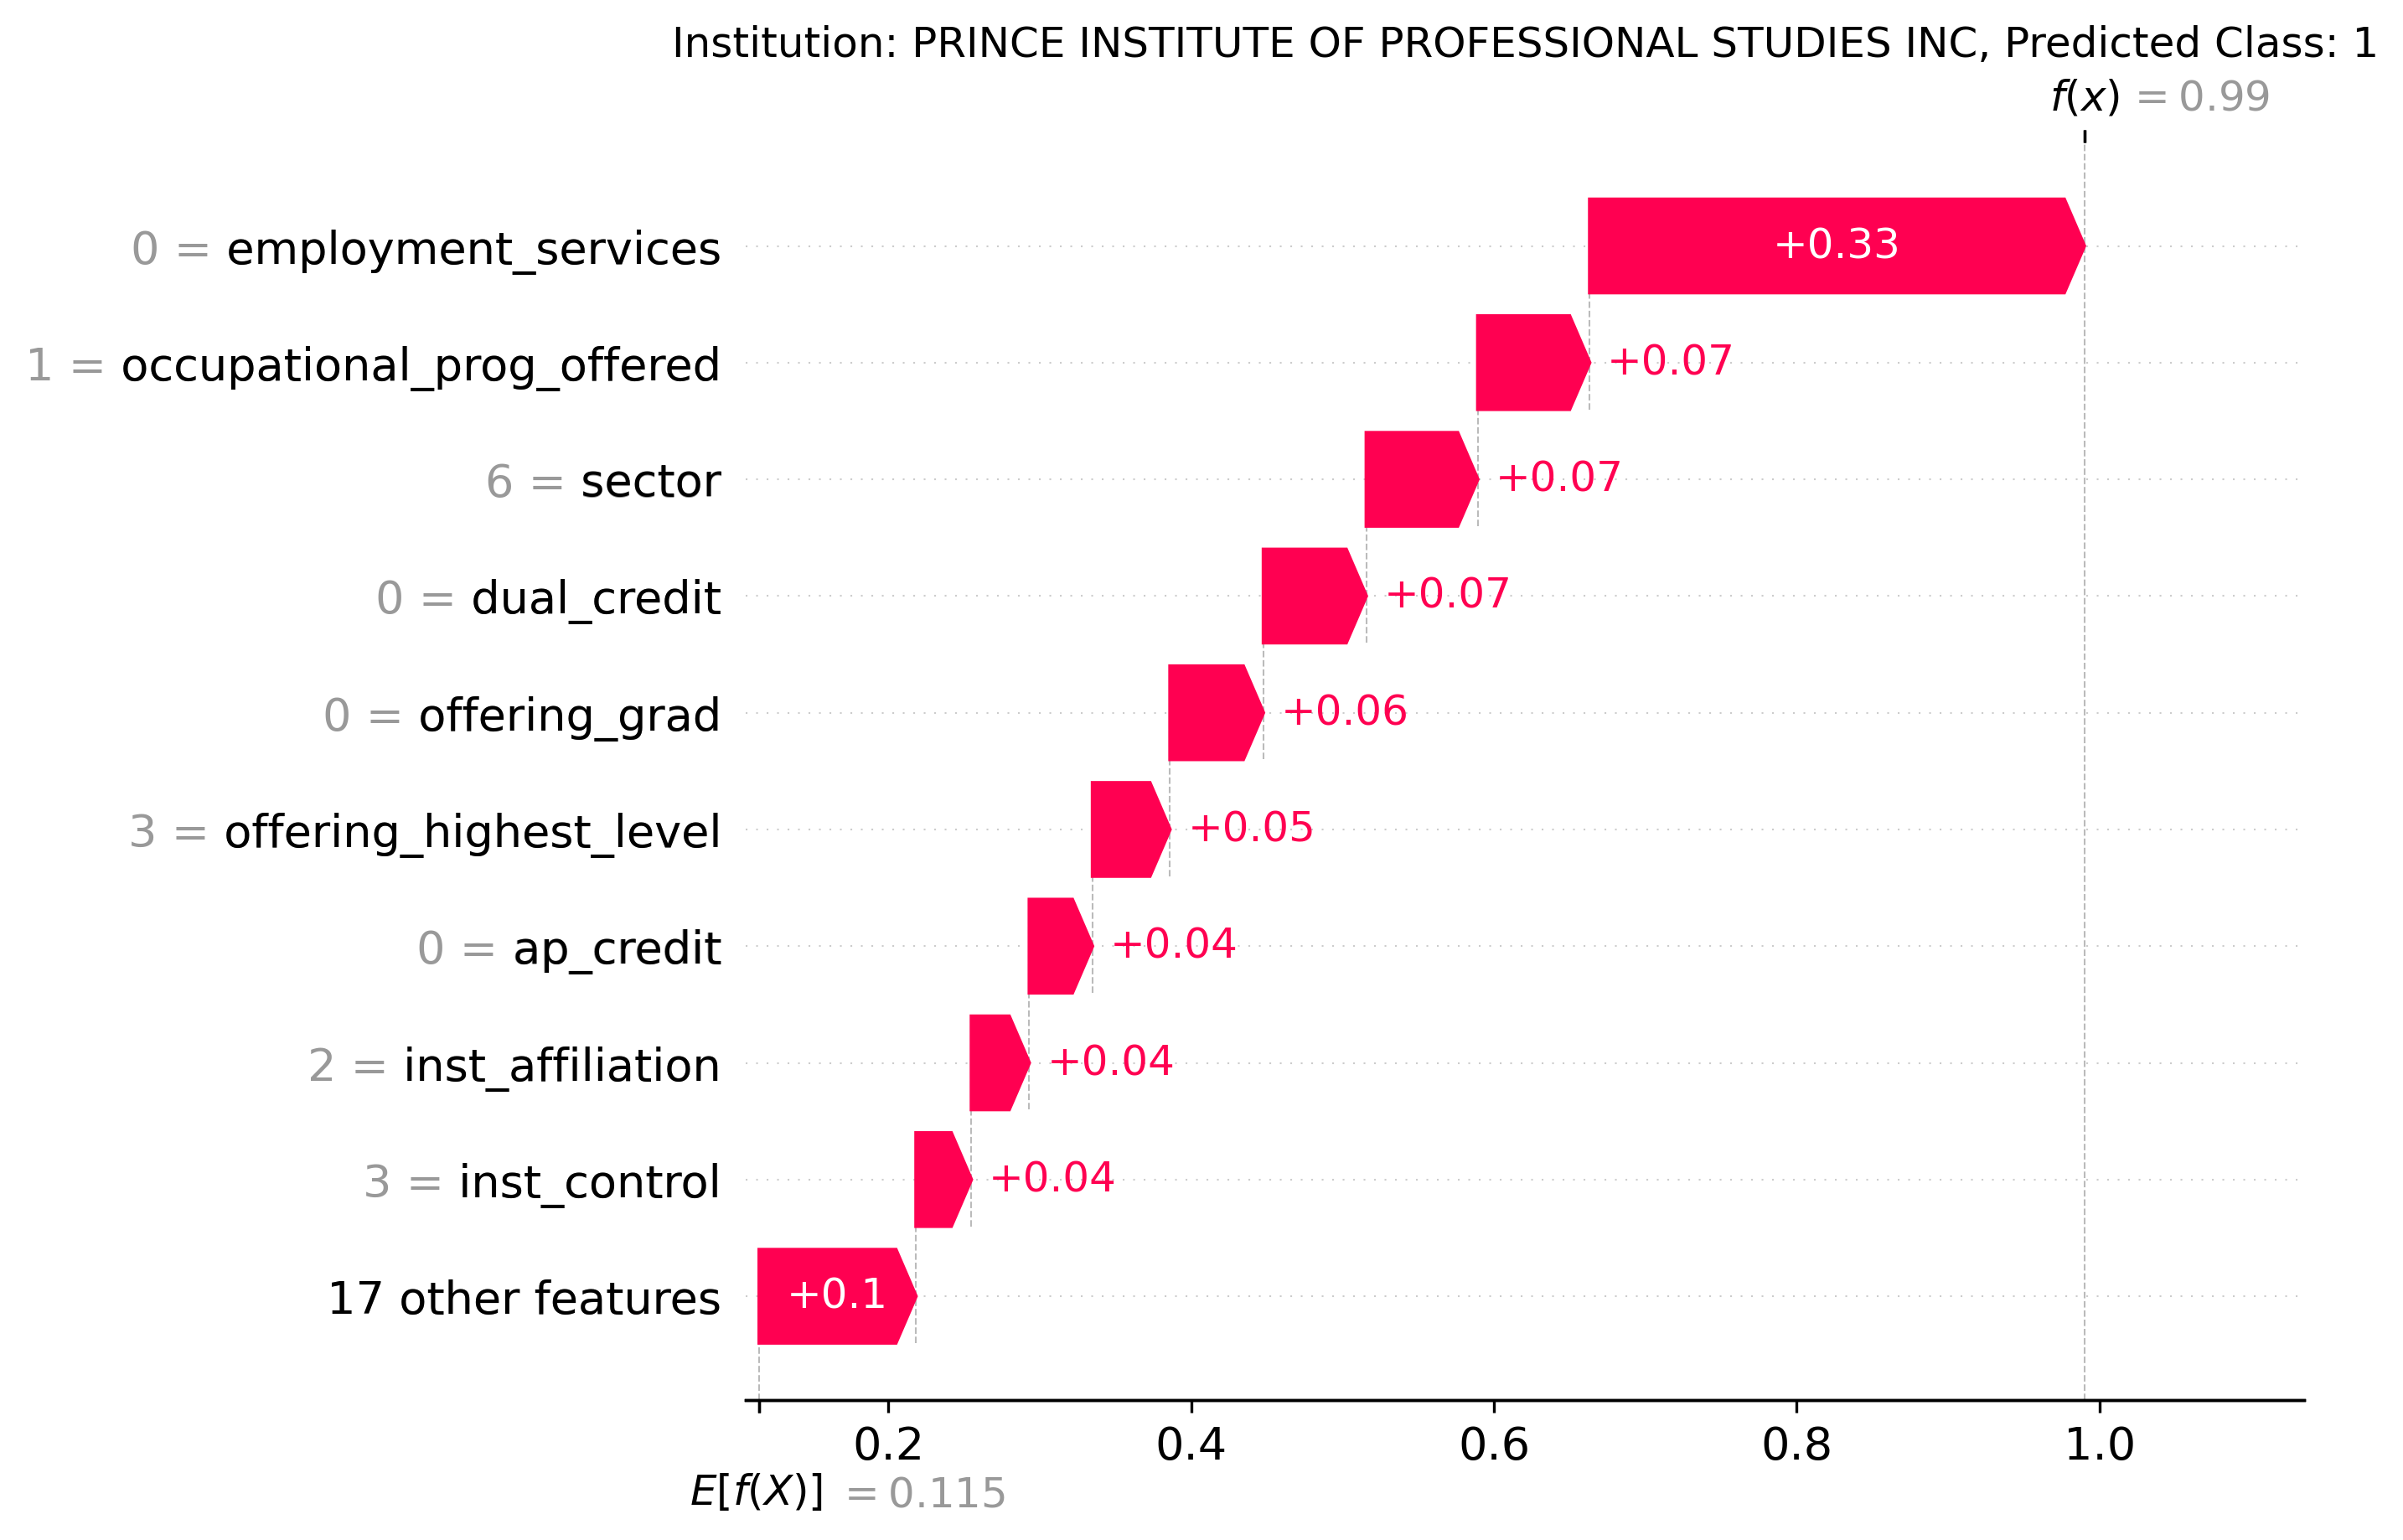 Institution: PRINCE INSTITUTE OF PROFESSIONAL STUDIES INC, Predicted Class: 1
f(x) = 0.99
0 = employment_services +0.33
1 = occupational_prog_offered +0.07
6 = sector +0.07
0 = dual_credit +0.07
0 = offering_grad +0.06
3 = offering_highest_level +0.05
0 = ap_credit +0.04
2 = inst_affiliation +0.04
3 = inst_control +0.04
17 other features +0.1
0.2 0.4 0.6 0.8 1.0
E[f(X)] = 0.115